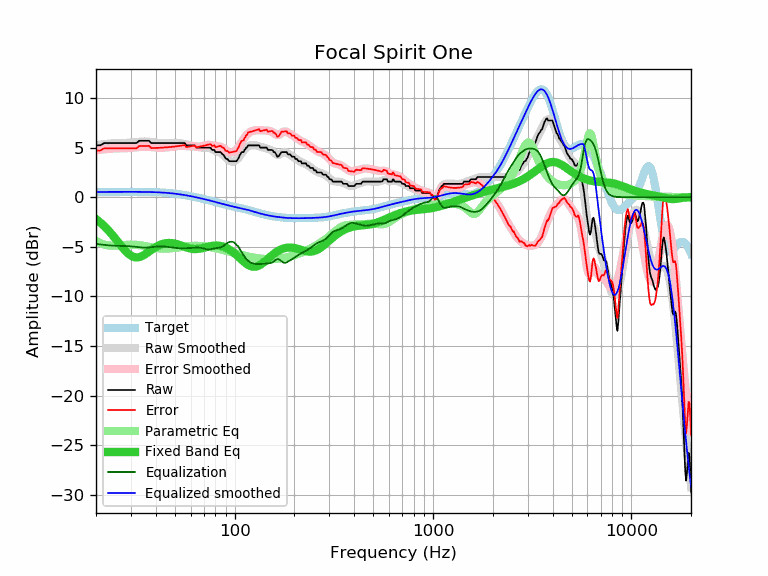 Focal Spirit One
10
5
0
−5
−10
−15
−20
−25
−30
Amplitude (dBr)
Target
Raw Smoothed
Error Smoothed
Raw
Error
Parametric Eq
Fixed Band Eq
Equalization
Equalized smoothed
100 1000 10000
Frequency (Hz)